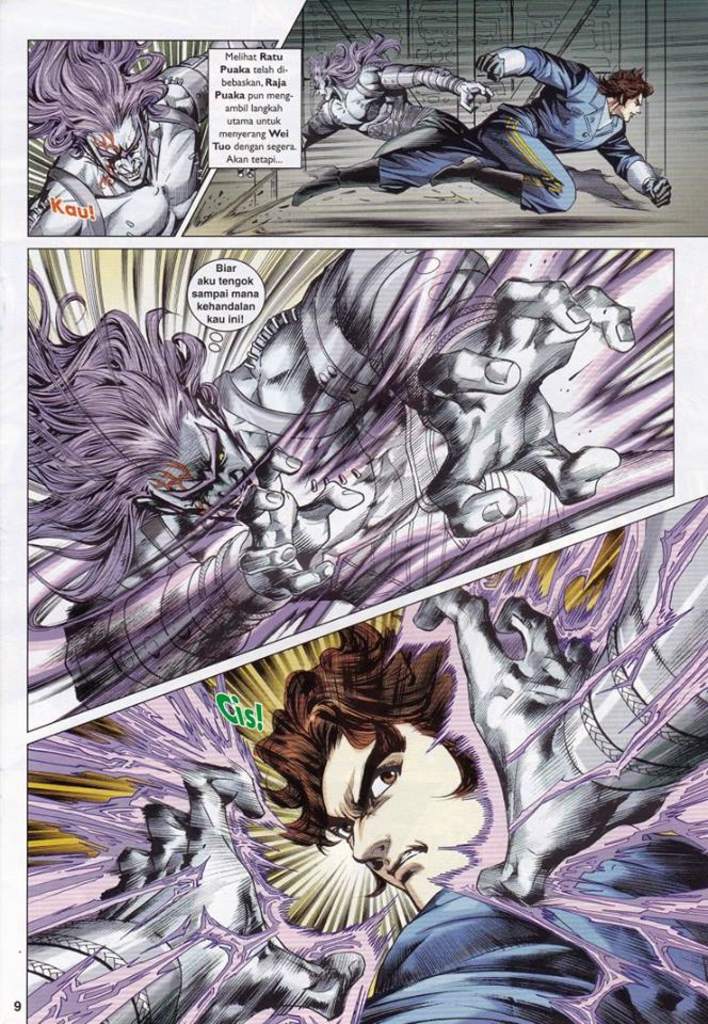 Melihat Ratu
Puaka telah di-
bebaskan, Raja
Puaka pun meng-
ambil langkah
utama untuk
menyerang Wei
Tuo dengan segera.
Akan tetapi...
Kau!
Biar
aku tengok
sampai mana
kehandalan
kau ini!
Cis!
9